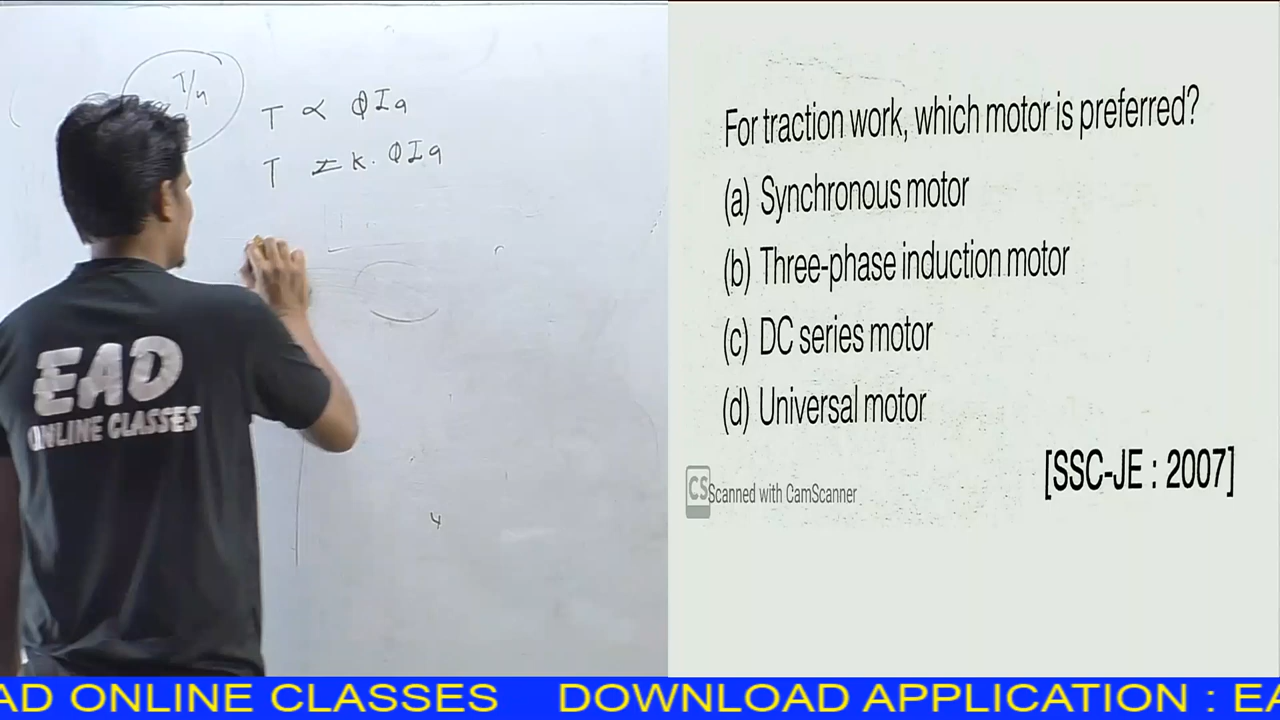 T/n
T ∝ ΦIa
T = K. ΦIa
EAD
ONLINE CLASSES
For traction work, which motor is preferred?
(a) Synchronous motor
(b) Three-phase induction motor
(c) DC series motor
(d) Universal motor
[SSC-JE : 2007]
CS Scanned with CamScanner
AD ONLINE CLASSES DOWNLOAD APPLICATION : EA